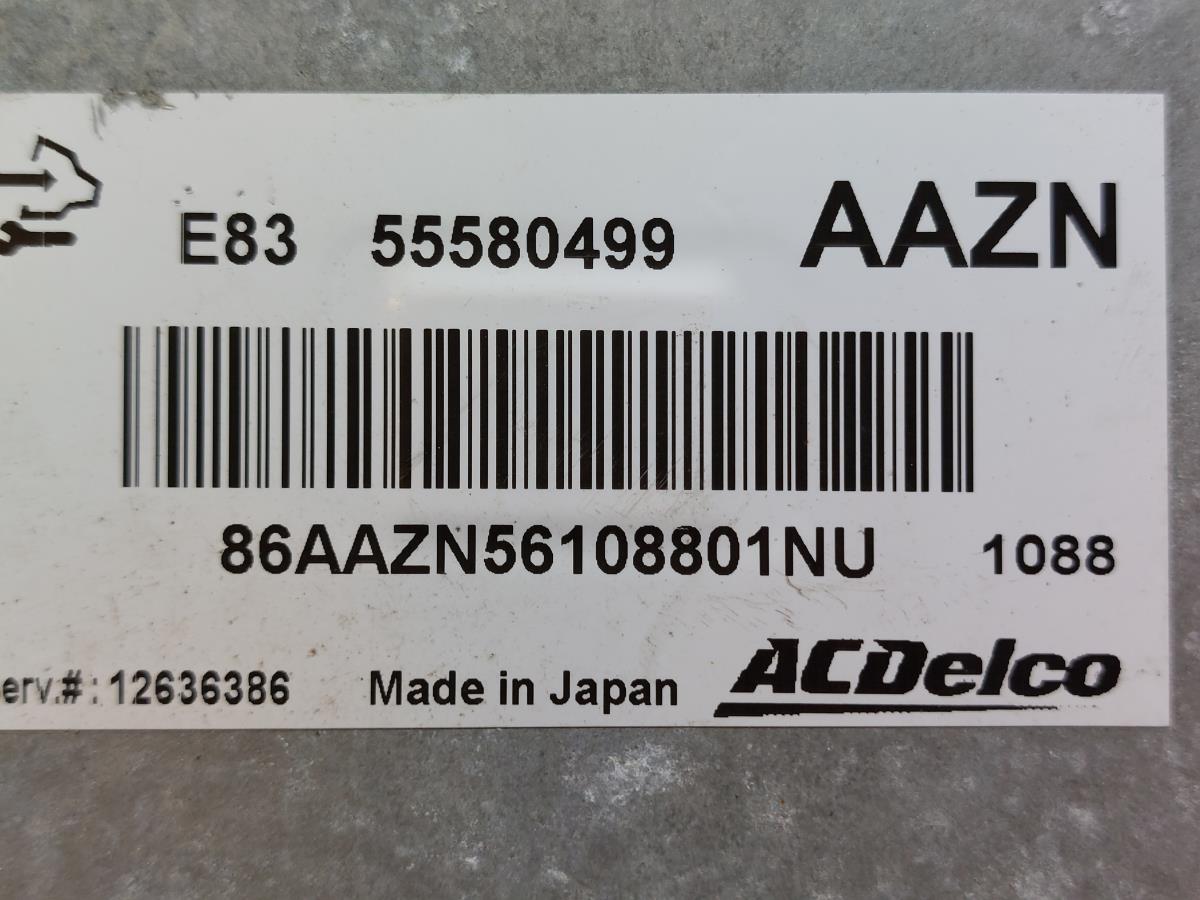 E83 55580499 AAZN
86AAZN56108801NU 1088
erv.#: 12636386 Made in Japan ACDelco